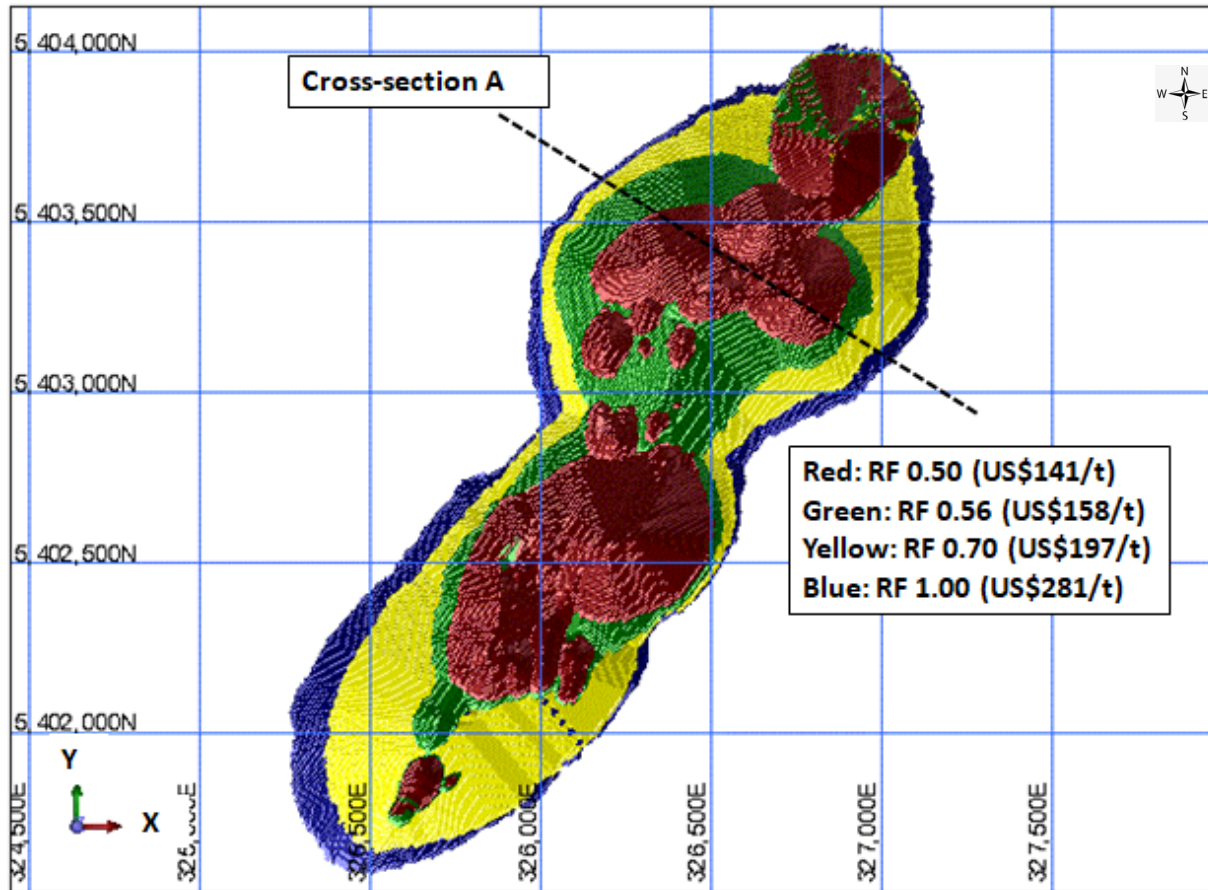 5,404,000N
Cross-section A
N
W E
S
5,403,500N
5,403,000N
Red: RF 0.50 (US$141/t)
Green: RF 0.56 (US$158/t)
Yellow: RF 0.70 (US$197/t)
Blue: RF 1.00 (US$281/t)
5,402,500N
5,402,000N
Y
X
324,500E
326,000E
326,500E
327,000E
327,500E